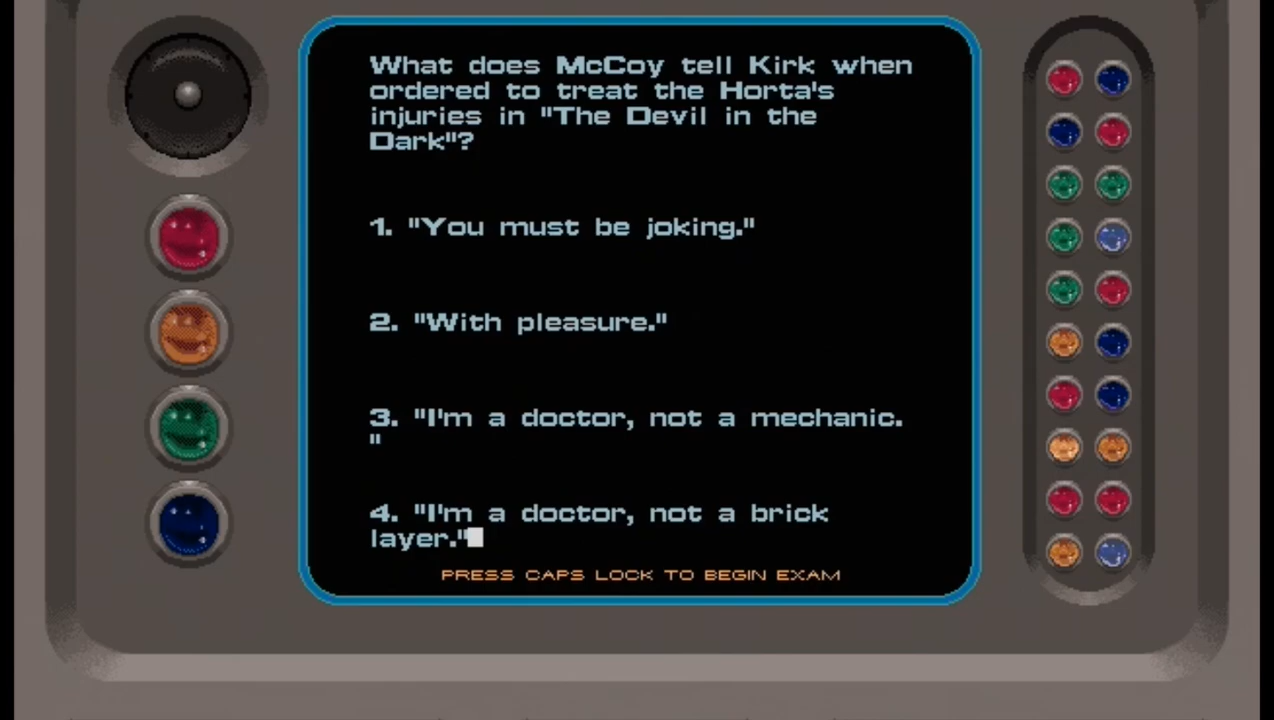 What does McCoy tell Kirk when
ordered to treat the Horta's
injuries in "The Devil in the
Dark"?
1. "You must be joking."
2. "With pleasure."
3. "I'm a doctor, not a mechanic.
"
4. "I'm a doctor, not a brick
layer."
PRESS CAPS LOCK TO BEGIN EXAM